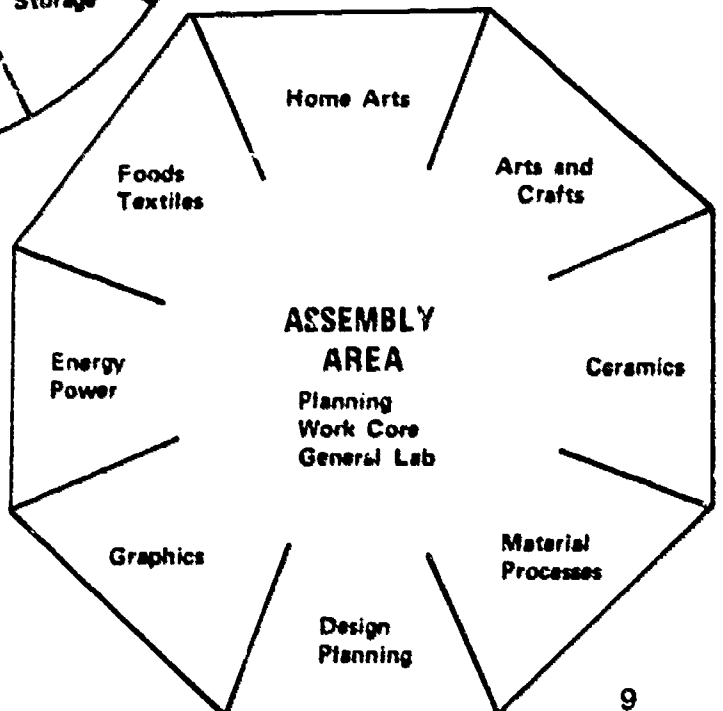 Storage
Home Arts
Foods
Textiles
Arts and
Crafts
ASSEMBLY
AREA
Planning
Work Core
General Lab
Energy
Power
Ceramics
Graphics
Material
Processes
Design
Planning
9